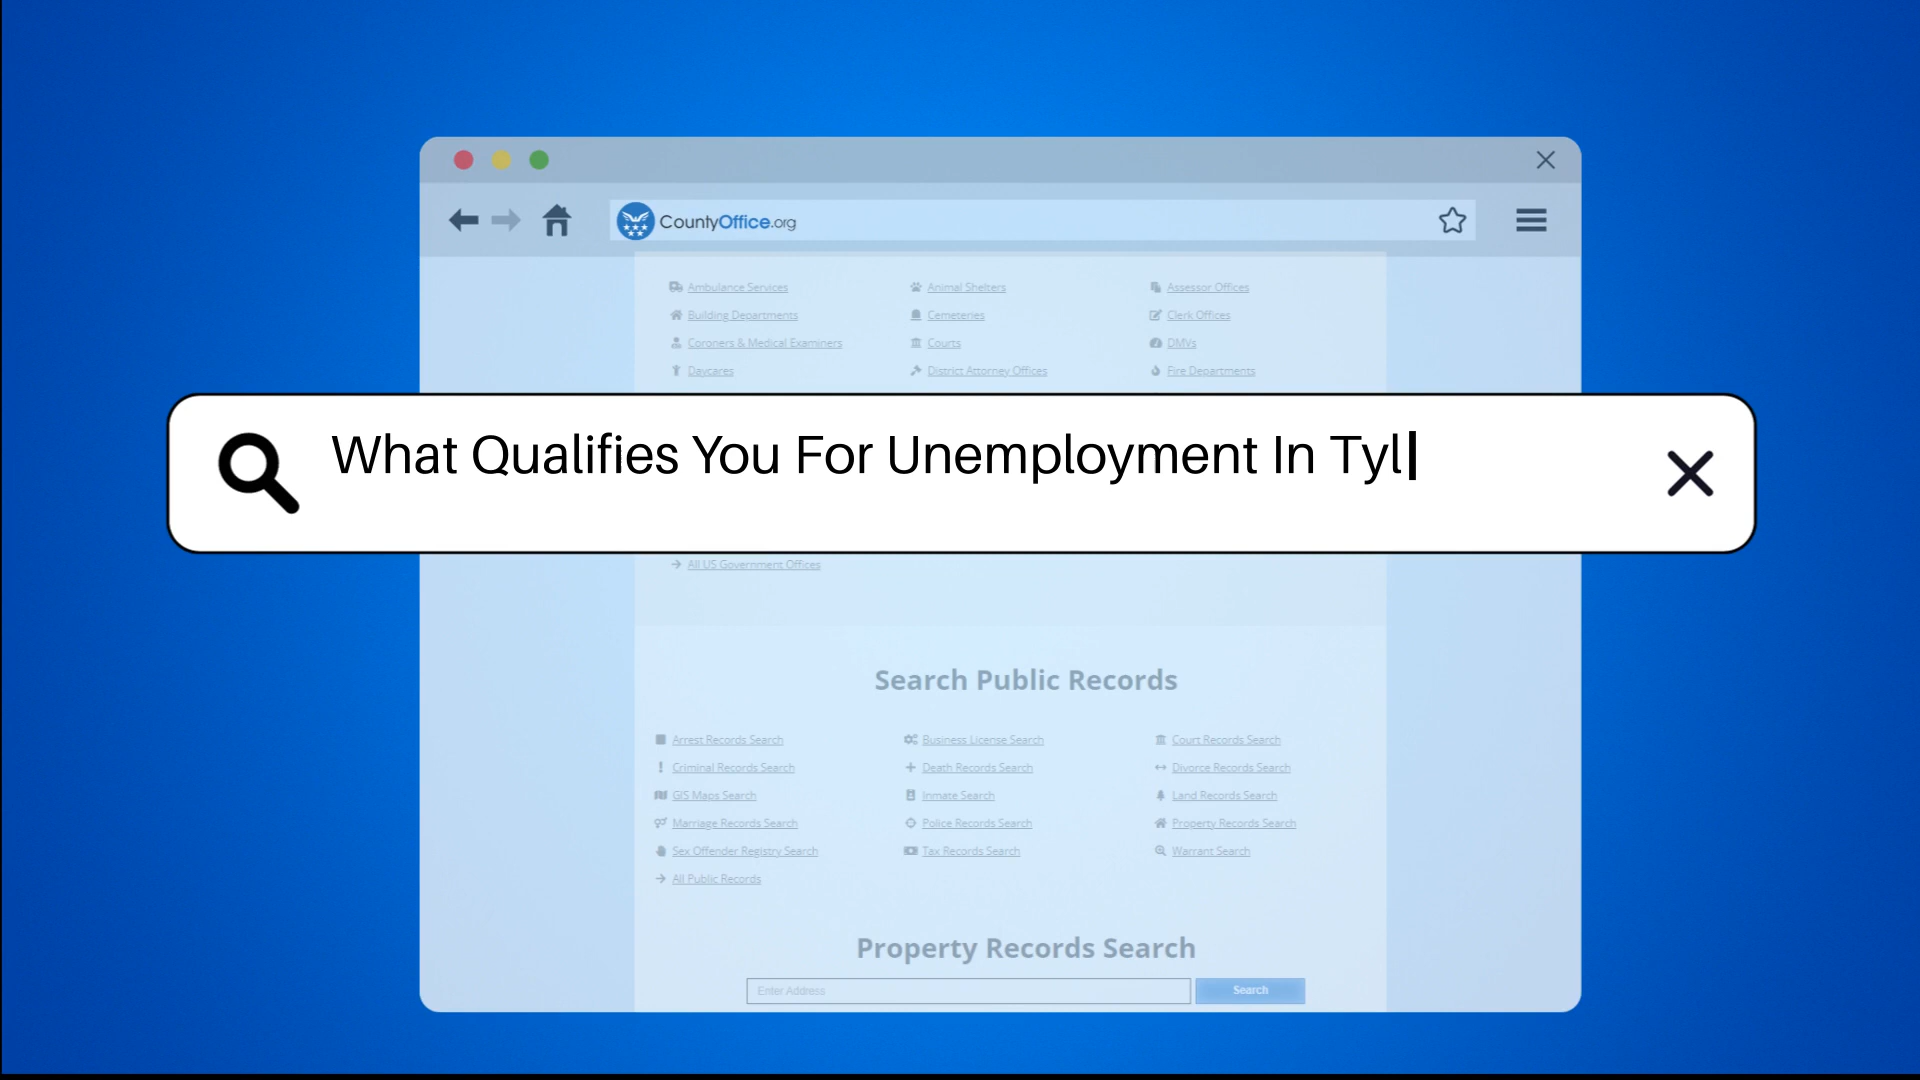 CountyOffice.org
Ambulance Services Animal Shelters Assessor Offices
Building Departments Cemeteries Clerk Offices
Coroners & Medical Examiners Courts DMVs
Daycares District Attorney Offices Fire Departments
What Qualifies You For Unemployment In Tyl
All US Government Offices
Search Public Records
Arrest Records Search Business License Search Court Records Search
Criminal Records Search Death Records Search Divorce Records Search
GIS Maps Search Inmate Search Land Records Search
Marriage Records Search Police Records Search Property Records Search
Sex Offender Registry Search Tax Records Search Warrant Search
All Public Records
Property Records Search
Enter Address Search